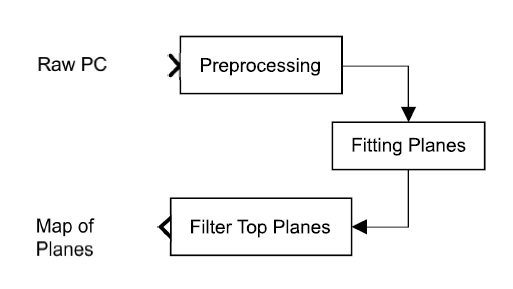 Raw PC
Preprocessing
Fitting Planes
Filter Top Planes
Map of
Planes